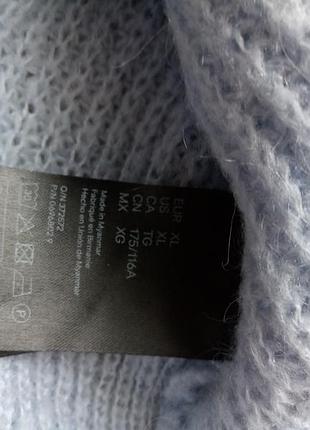 EUR XL
US XL
CA TG
CN 175/116A
MX XG
Made in Myanmar
Fabriqué en Birmanie
Hecho en Unión de Myanmar
O/N 372572